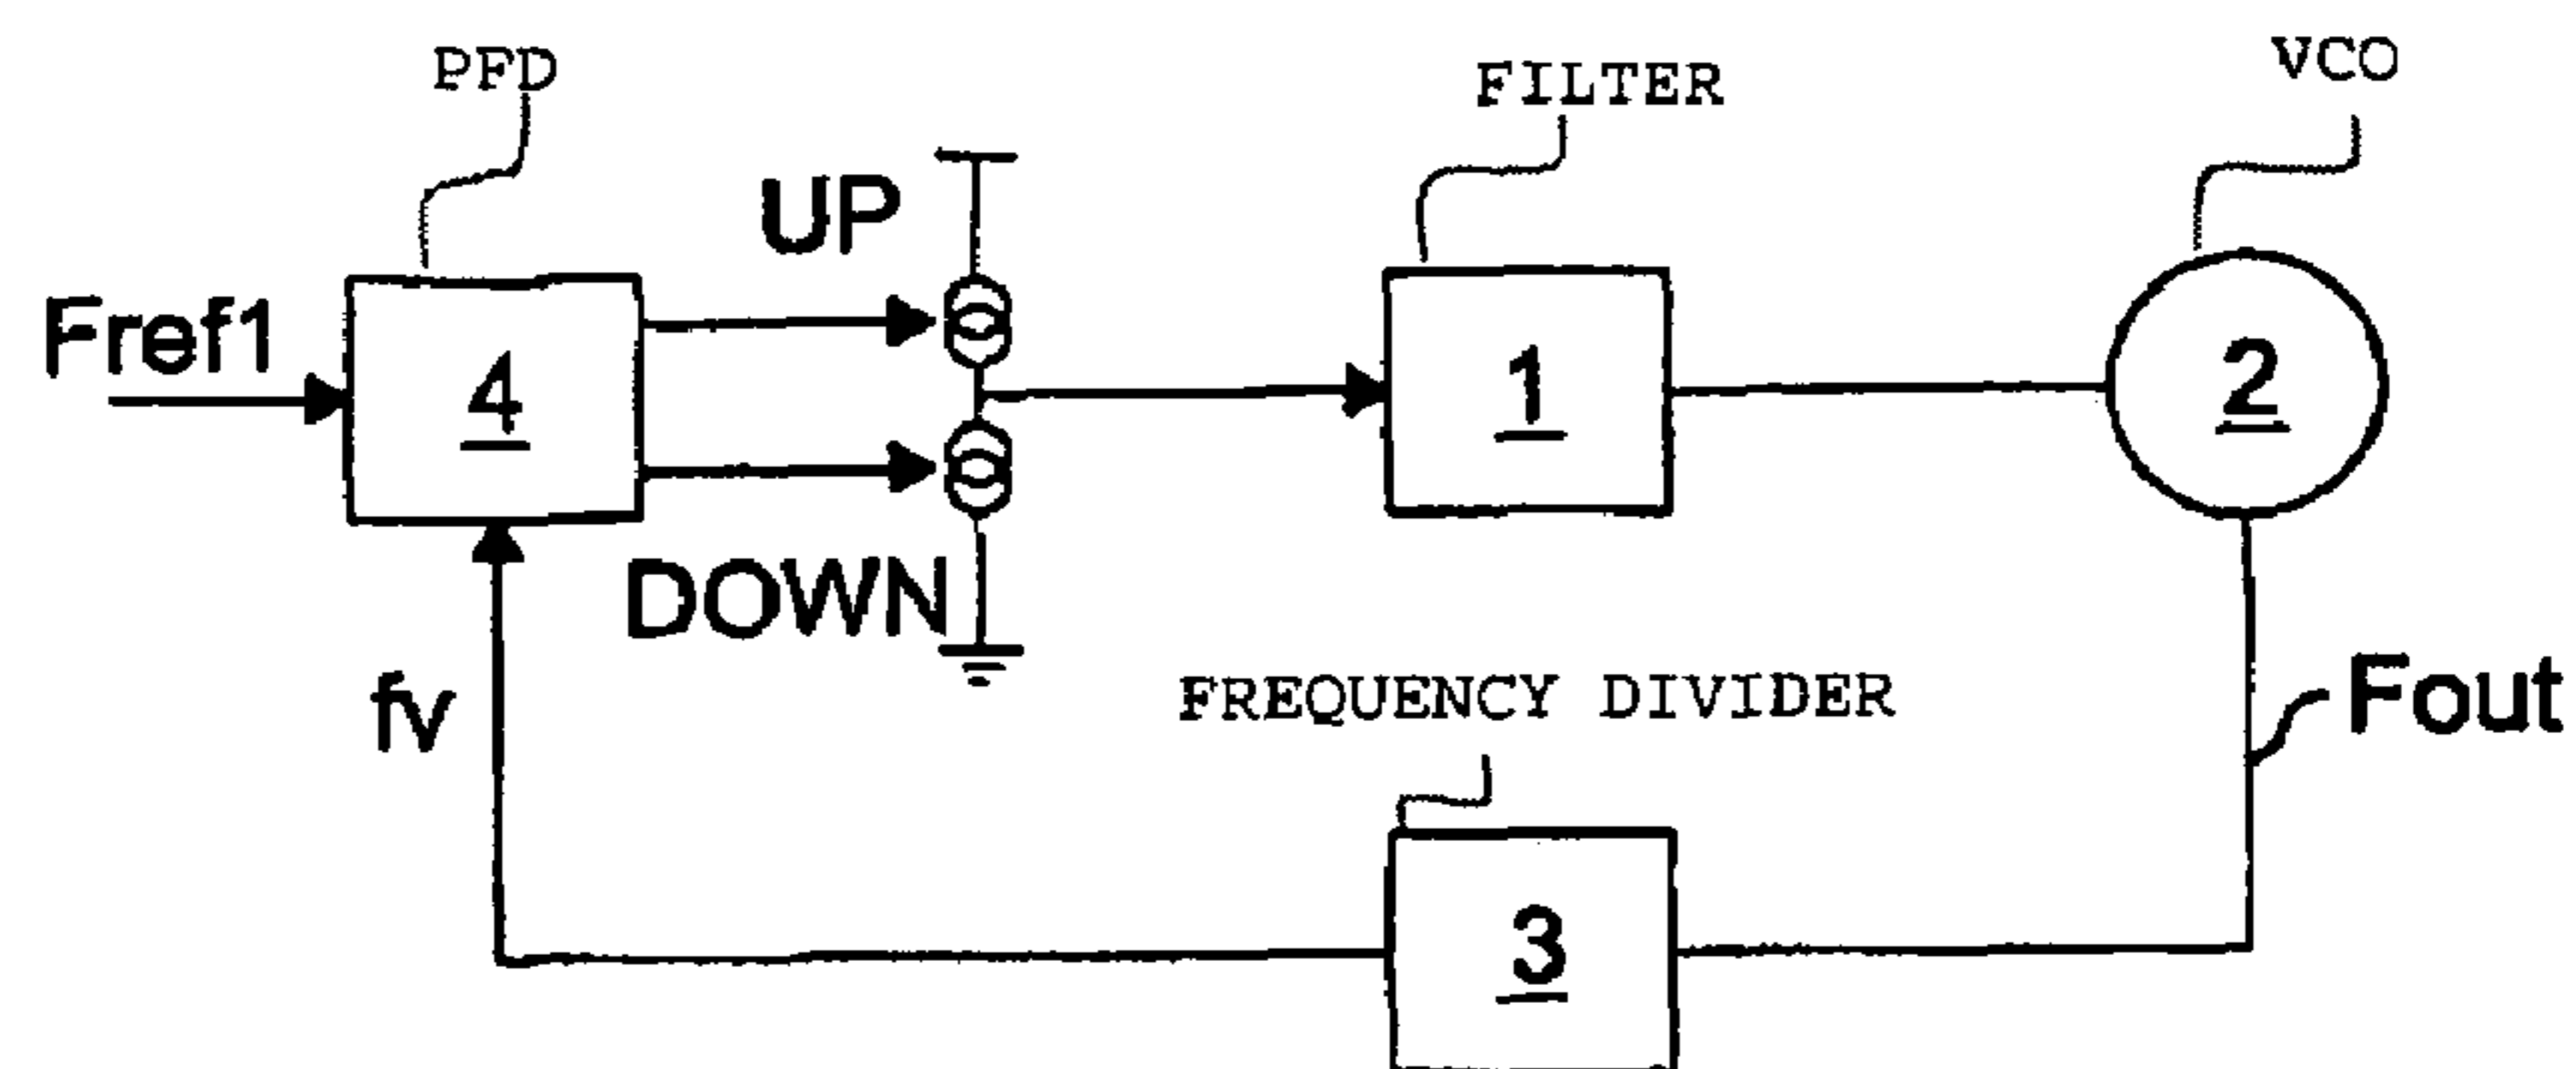 PFD
FILTER
VCO
UP
Fref1
4
1
2
DOWN
fv
FREQUENCY DIVIDER
Fout
3